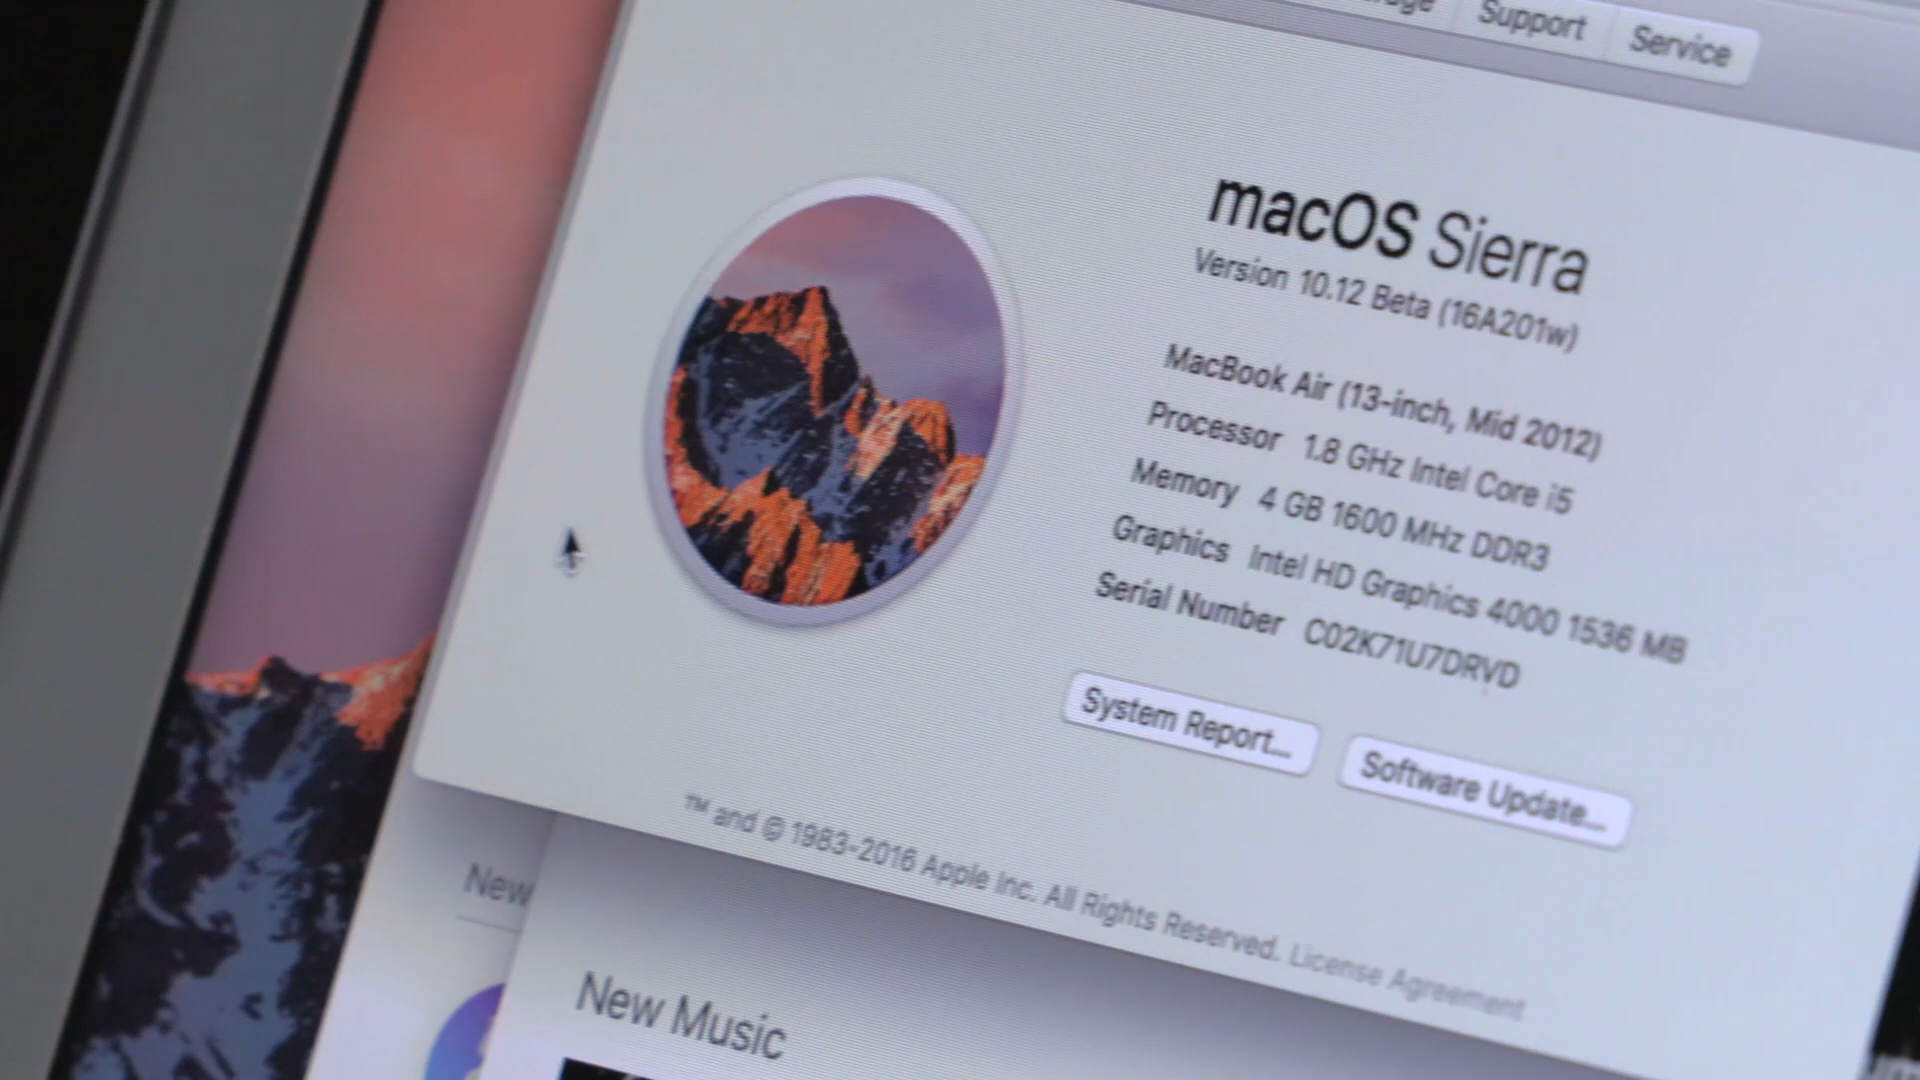 Support
Service
macOS Sierra
Version 10.12 Beta (16A201w)
MacBook Air (13-inch, Mid 2012)
Processor 1.8 GHz Intel Core i5
Memory 4 GB 1600 MHz DDR3
Graphics Intel HD Graphics 4000 1536 MB
Serial Number C02K71U7DRVD
System Report...
Software Update...
™ and © 1983-2016 Apple Inc. All Rights Reserved. License Agreement
New
New Music